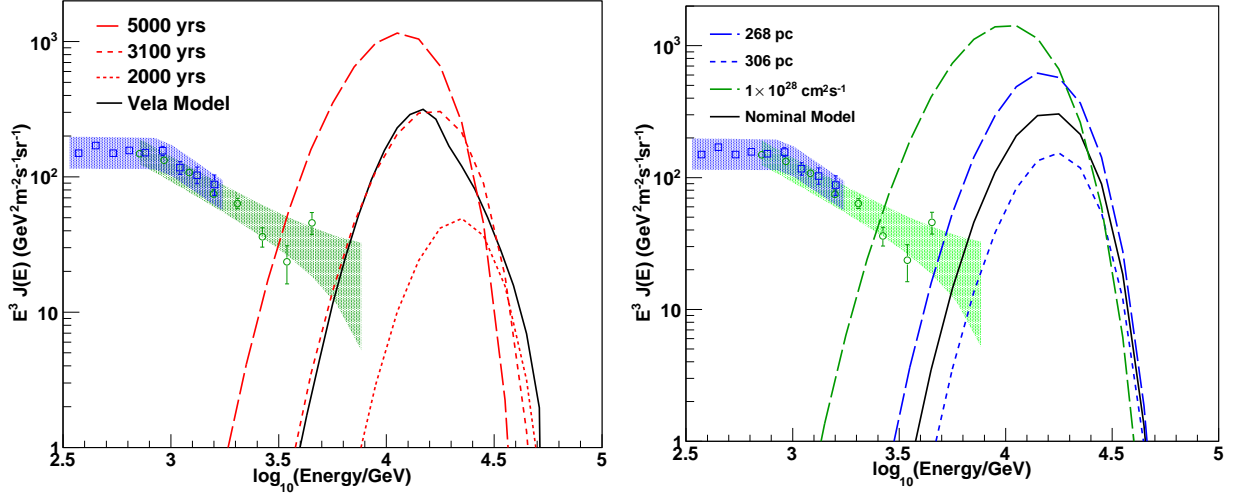 5000 yrs
3100 yrs
2000 yrs
Vela Model
E³ J(E) (GeV²m⁻²s⁻¹sr⁻¹)
10³
10²
10
1
2.5 3 3.5 4 4.5 5
log₁₀(Energy/GeV)
268 pc
306 pc
1× 10²⁸ cm²s⁻¹
Nominal Model
E³ J(E) (GeV²m⁻²s⁻¹sr⁻¹)
10³
10²
10
1
2.5 3 3.5 4 4.5 5
log₁₀(Energy/GeV)